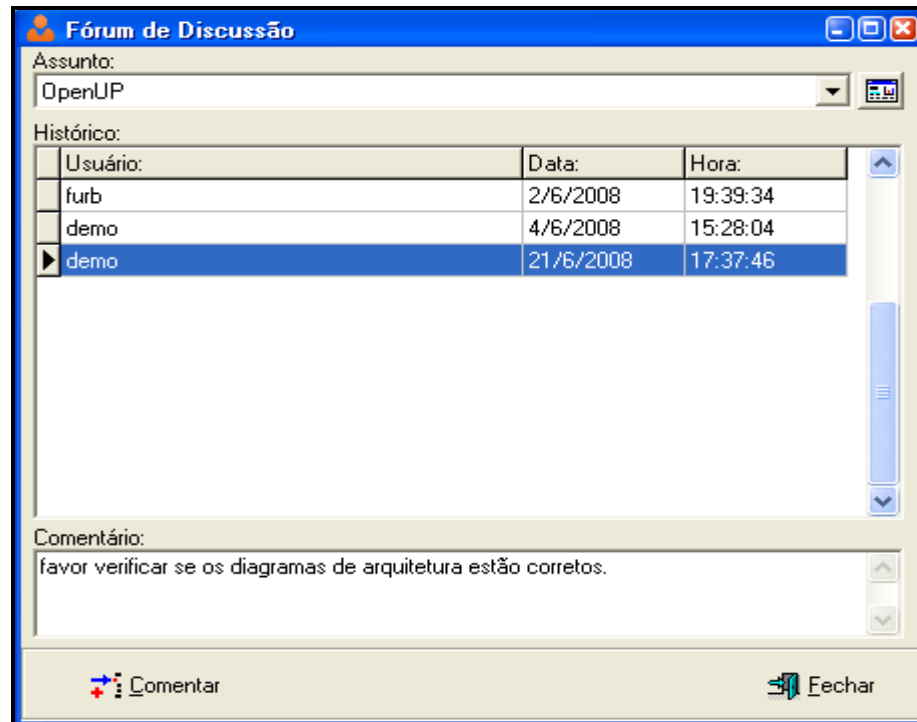 Fórum de Discussão
Assunto:
OpenUP
Histórico:
Usuário: Data: Hora:
furb 2/6/2008 19:39:34
demo 4/6/2008 15:28:04
demo 21/6/2008 17:37:46
Comentário:
favor verificar se os diagramas de arquitetura estão corretos.
Comentar Fechar